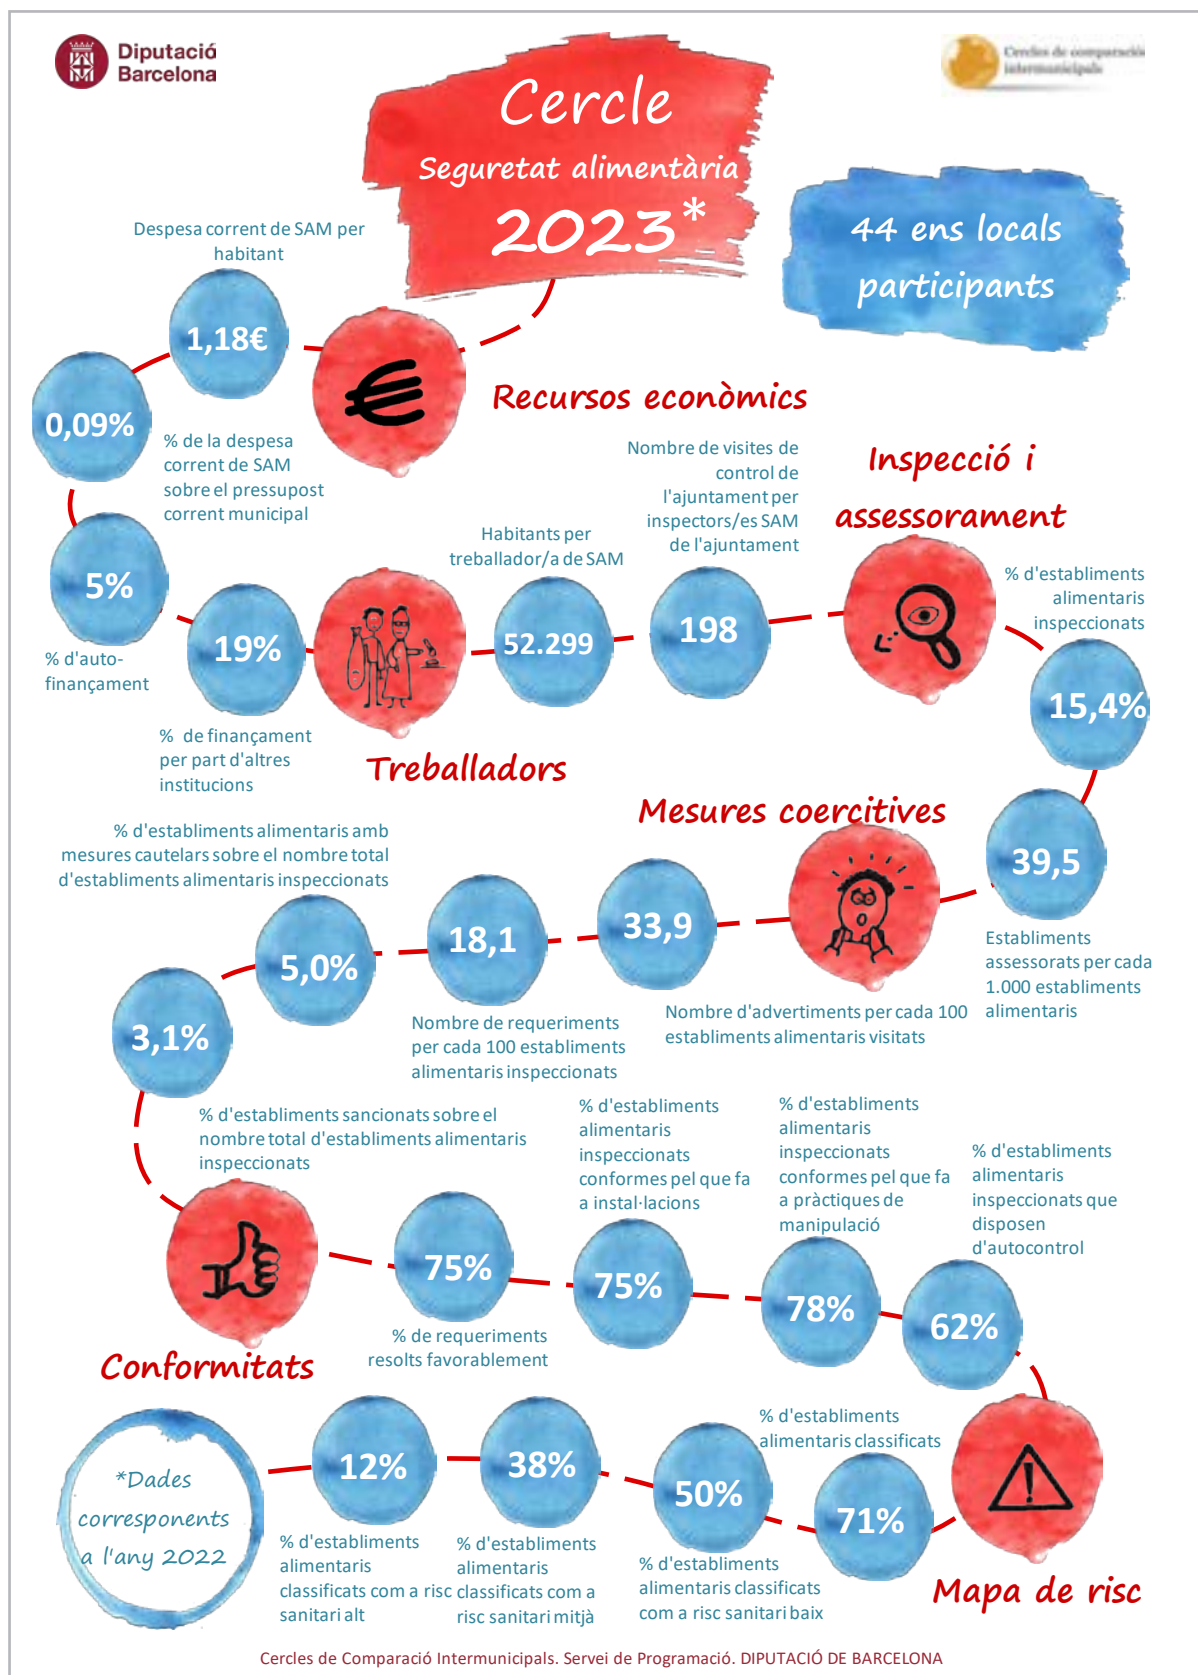 Diputació
Barcelona
Cercles de comparació
intermunicipals
Cercle
Seguretat alimentària
2023*
44 ens locals
participants
Despesa corrent de SAM per
habitant
1,18€
Recursos econòmics
0,09%
% de la despesa
corrent de SAM
sobre el pressupost
corrent municipal
5%
% d'auto-
finançament
19%
% de finançament
per part d'altres
institucions
Treballadors
Habitants per
treballador/a de SAM
52.299
Nombre de visites de
control de
l'ajuntament per
inspectors/es SAM
de l'ajuntament
198
Inspecció i
assessorament
% d'establiments
alimentaris
inspeccionats
15,4%
39,5
Establiments
assessorats per cada
1.000 establiments
alimentaris
Mesures coercitives
33,9
Nombre d'advertiments per cada 100
establiments alimentaris visitats
18,1
Nombre de requeriments
per cada 100 establiments
alimentaris inspeccionats
% d'establiments alimentaris amb
mesures cautelars sobre el nombre total
d'establiments alimentaris inspeccionats
5,0%
3,1%
% d'establiments sancionats sobre el
nombre total d'establiments alimentaris
inspeccionats
Conformitats
75%
% de requeriments
resolts favorablement
% d'establiments
alimentaris
inspeccionats
conformes pel que fa
a instal·lacions
75%
% d'establiments
alimentaris
inspeccionats
conformes pel que fa
a pràctiques de
manipulació
78%
% d'establiments
alimentaris
inspeccionats que
disposen
d'autocontrol
62%
Mapa de risc
% d'establiments
alimentaris classificats
71%
50%
% d'establiments
alimentaris classificats
com a risc sanitari baix
38%
% d'establiments
alimentaris
classificats com a
risc sanitari mitjà
12%
% d'establiments
alimentaris
classificats com a risc
sanitari alt
*Dades
corresponents
a l'any 2022
Cercles de Comparació Intermunicipals. Servei de Programació. DIPUTACIÓ DE BARCELONA